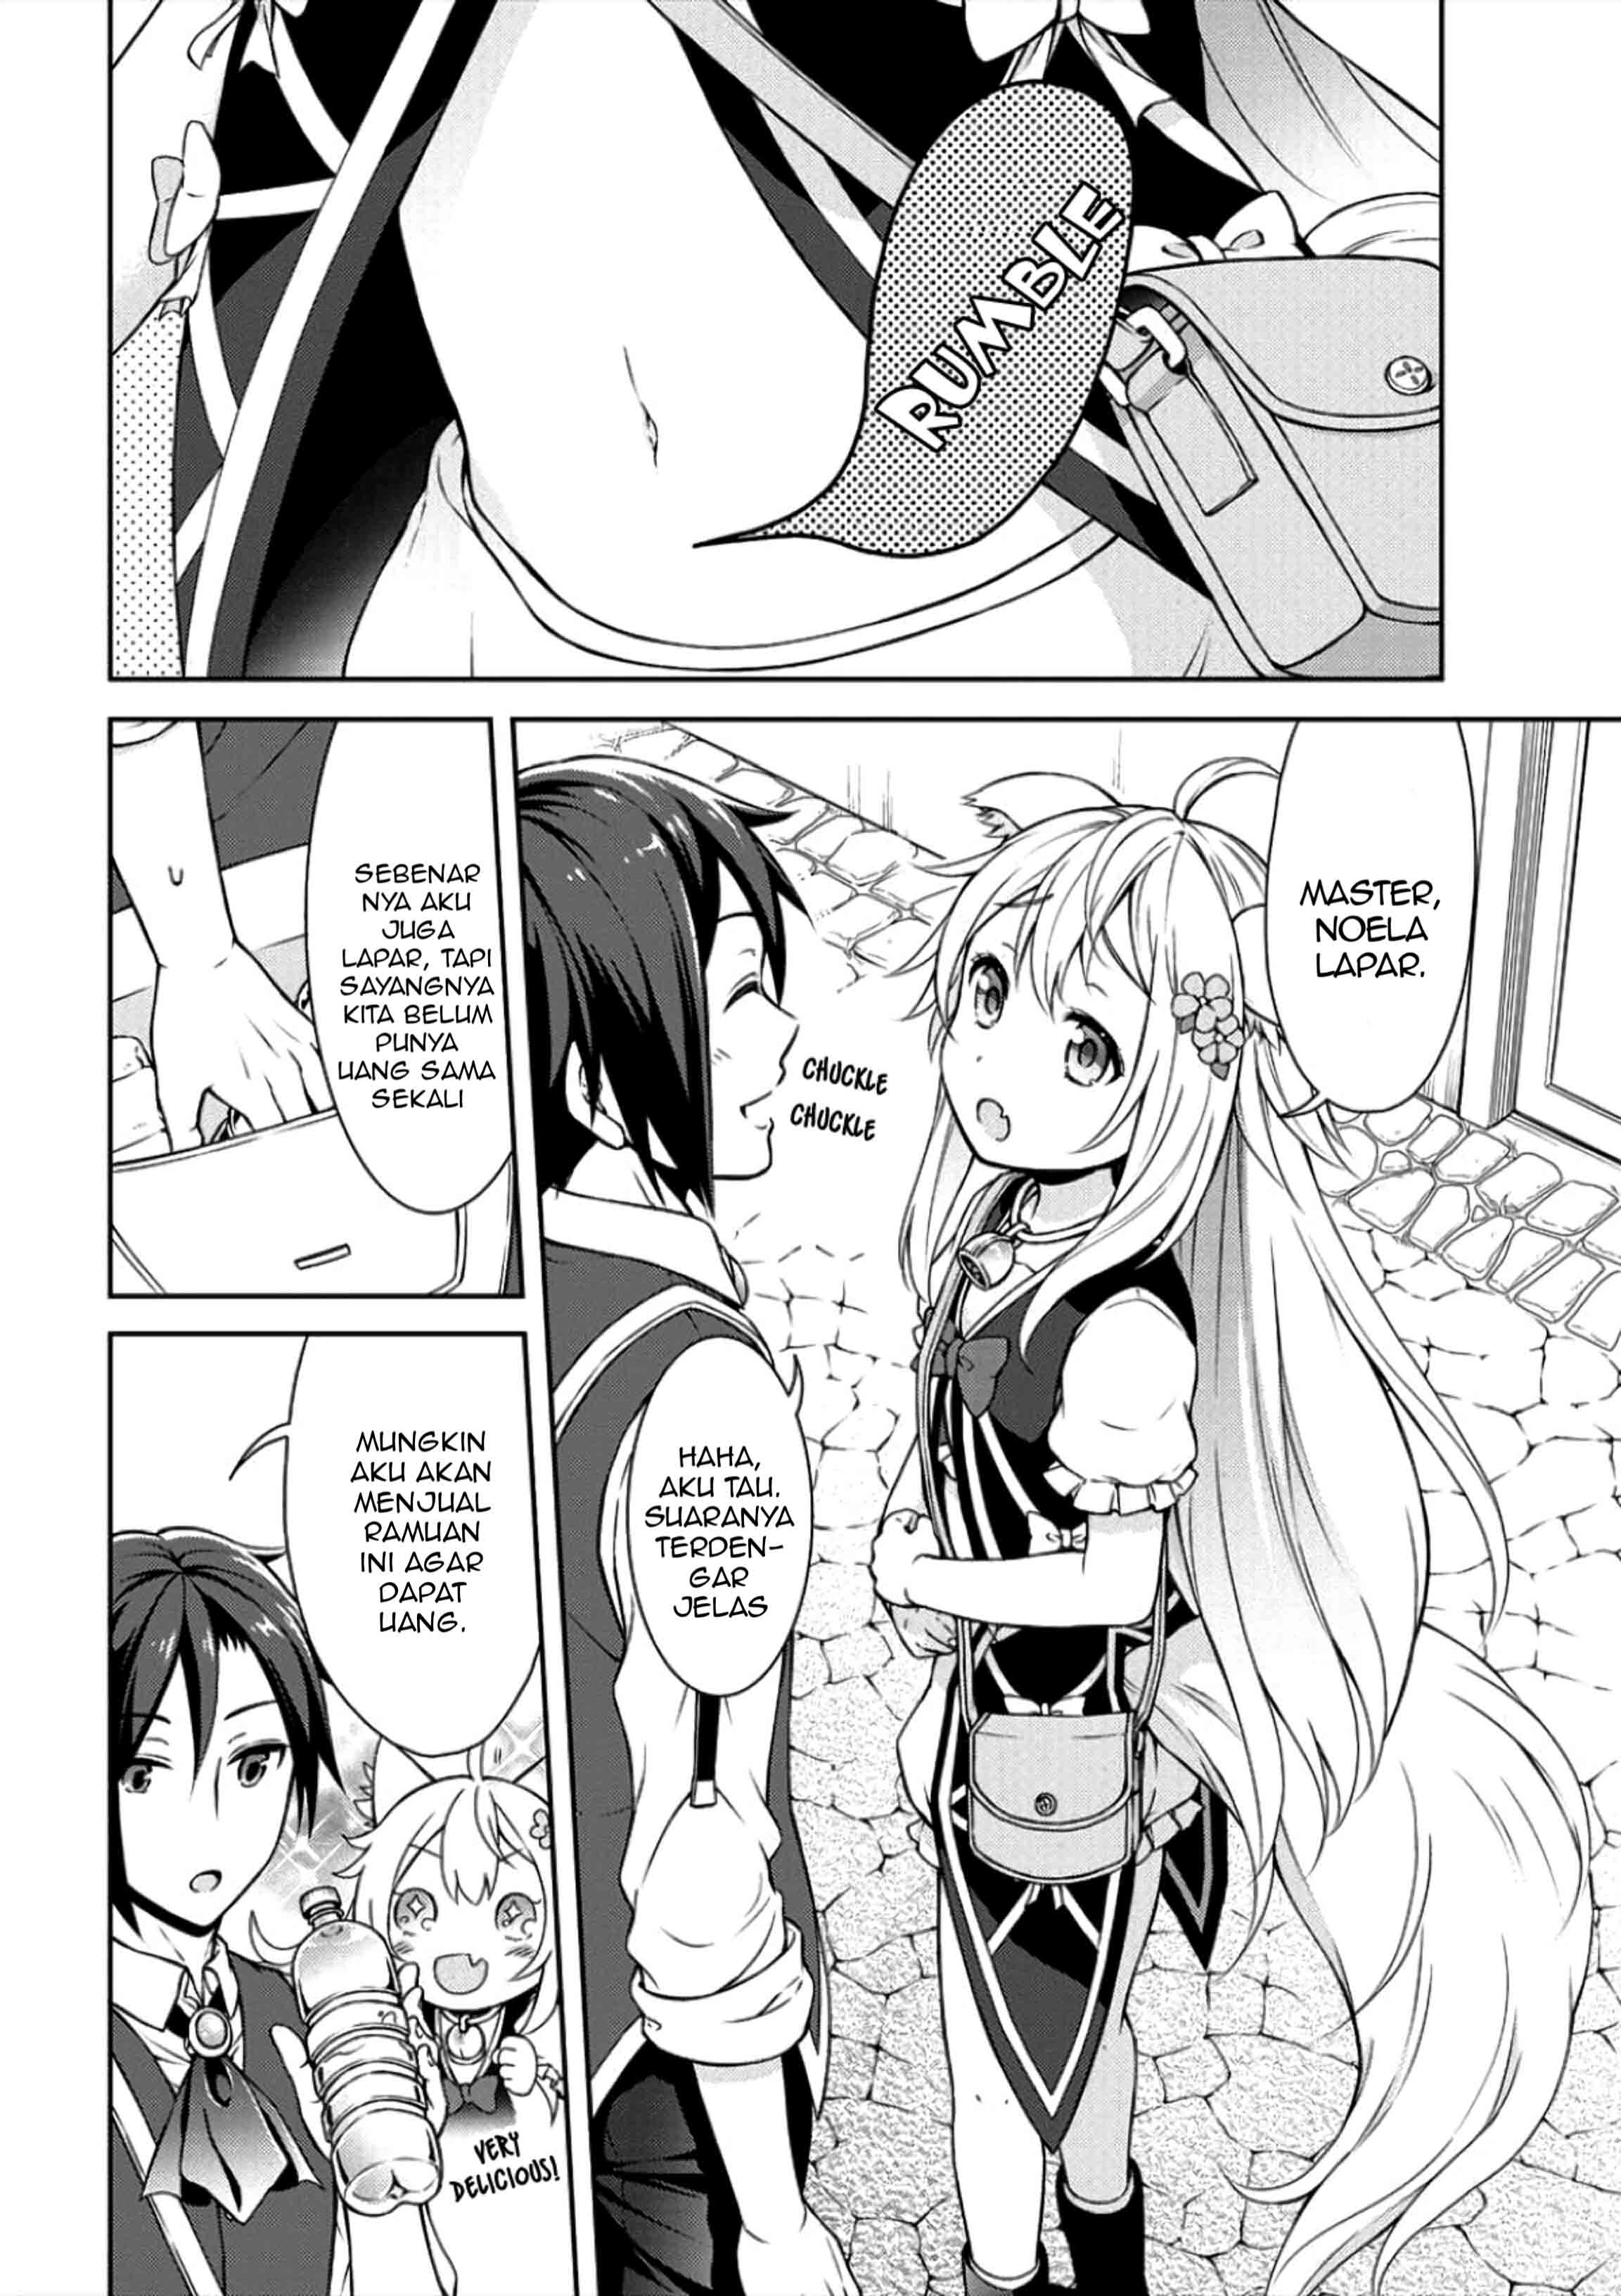 RUMBLE
MASTER,
NOELA
LAPAR.
CHUCKLE
CHUCKLE
HAHA,
AKU TAU.
SUARANYA
TERDEN-
GAR
JELAS
SEBENAR
NYA AKU
JUGA
LAPAR, TAPI
SAYANGNYA
KITA BELUM
PUNYA
UANG SAMA
SEKALI
MUNGKIN
AKU AKAN
MENJUAL
RAMUAN
INI AGAR
DAPAT
UANG.
VERY
DELICIOUS!